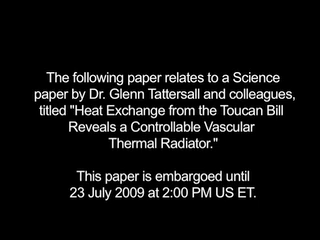 The following paper relates to a Science
paper by Dr. Glenn Tattersall and colleagues,
titled "Heat Exchange from the Toucan Bill
Reveals a Controllable Vascular
Thermal Radiator."
This paper is embargoed until
23 July 2009 at 2:00 PM US ET.